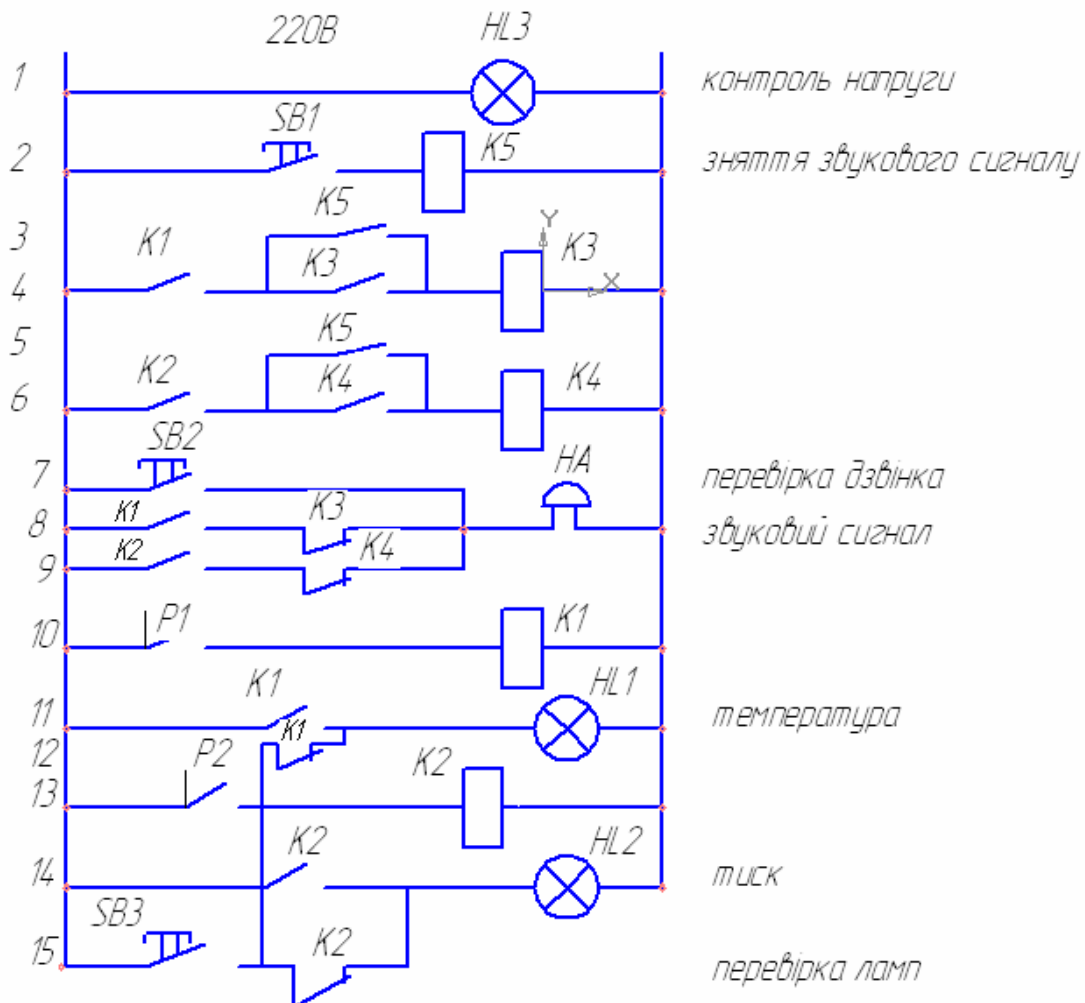 220В HL3
1 контроль напруги
SB1
2 K5 зняття звукового сигналу
K5
3 K1 Y
K3 K3
4 X
5 K5
K2 K4 K4
6
SB2 HA
7 перевірка дзвінка
K1 K3
8 звуковий сигнал
K2 K4
9
P1 K1
10
K1 HL1
11 температура
12 K1
P2 K2
13
K2 HL2
14 тиск
SB3
K2
15 перевірка ламп